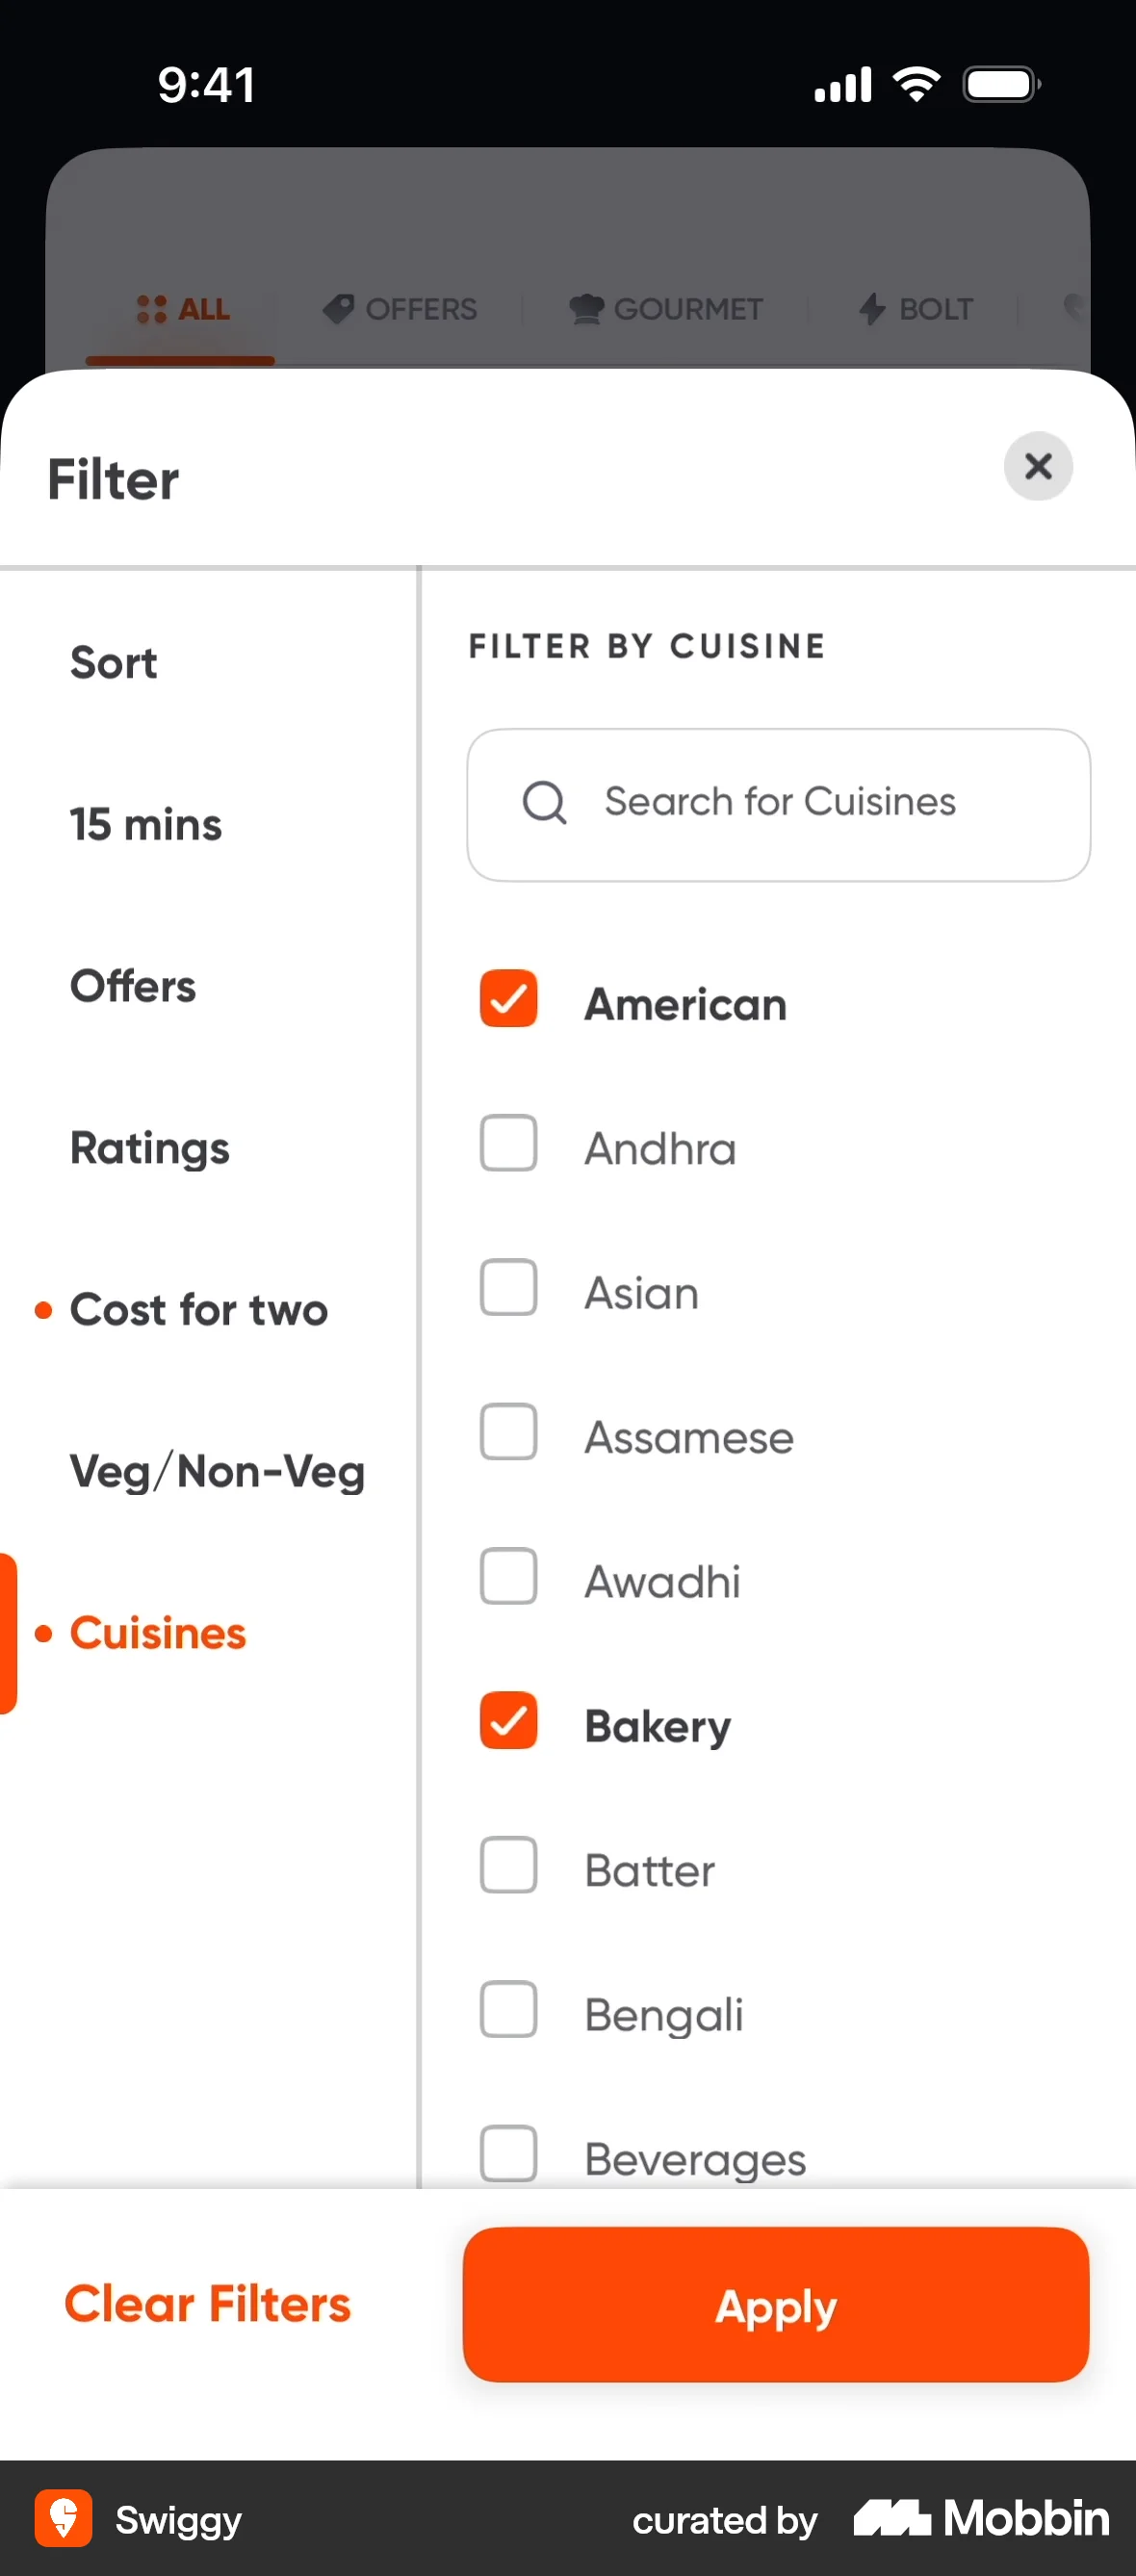 9:41
ALL
OFFERS
GOURMET
BOLT
Filter
Sort
15 mins
Offers
Ratings
Cost for two
Veg/Non-Veg
Cuisines
FILTER BY CUISINE
Search for Cuisines
American
Andhra
Asian
Assamese
Awadhi
Bakery
Batter
Bengali
Beverages
Clear Filters
Apply
Swiggy
curated by Mobbin